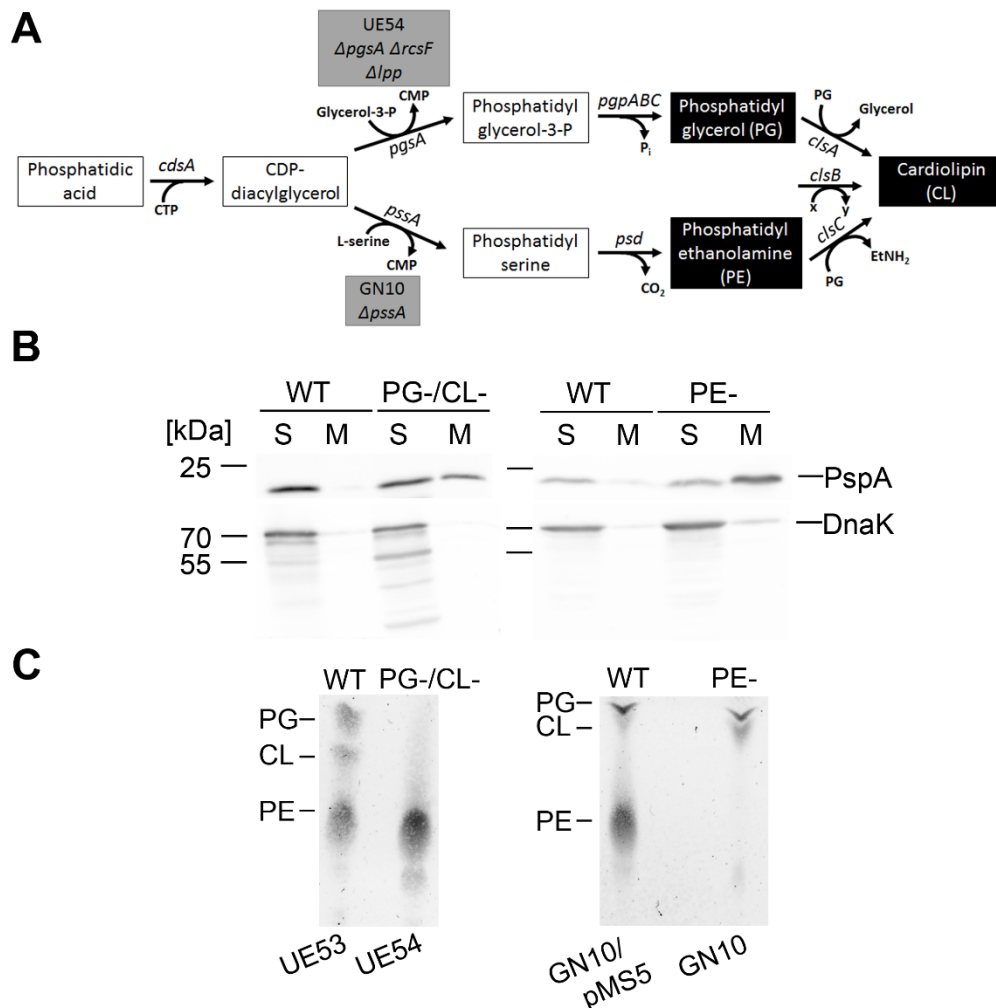 A
UE54
ΔpgsA ΔrcsF
Δlpp
Glycerol-3-P
CMP
pgsA
Phosphatidyl
glycerol-3-P
pgpABC
Pi
Phosphatidyl
glycerol (PG)
PG
Glycerol
clsA
Phosphatidic
acid
cdsA
CTP
CDP-
diacylglycerol
clsB
x
y
Cardiolipin
(CL)
pssA
L-serine
CMP
Phosphatidyl
serine
psd
CO2
Phosphatidyl
ethanolamine
(PE)
clsC
PG
EtNH2
GN10
ΔpssA
B
WT PG-/CL- WT PE-
[kDa] S M S M S M S M
25
PspA
DnaK
70
55
C
WT PG-/CL- WT PE-
PG
CL
PE
PG
CL
PE
UE53 UE54
GN10/
pMS5
GN10